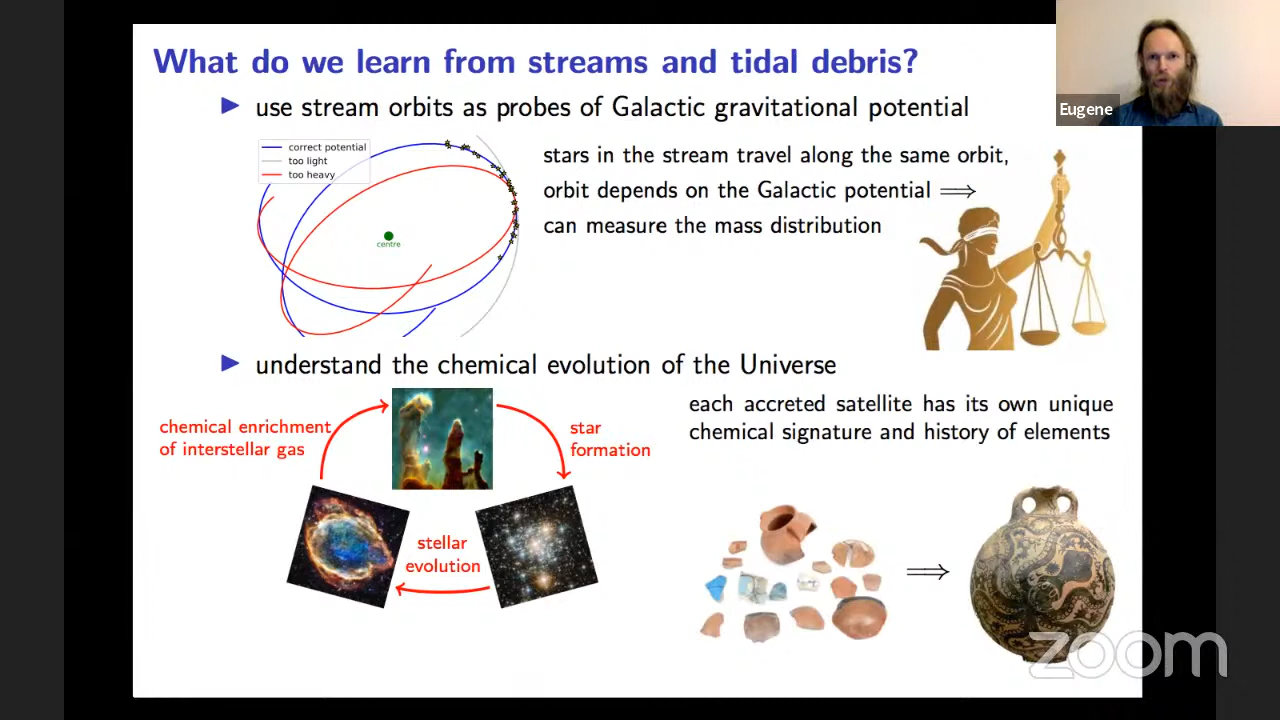 What do we learn from streams and tidal debris?
Eugene
use stream orbits as probes of Galactic gravitational potential
correct potential
too light
too heavy
centre
stars in the stream travel along the same orbit,
orbit depends on the Galactic potential ⟹
can measure the mass distribution
understand the chemical evolution of the Universe
chemical enrichment
of interstellar gas
star
formation
stellar
evolution
each accreted satellite has its own unique
chemical signature and history of elements
⟹
zoom